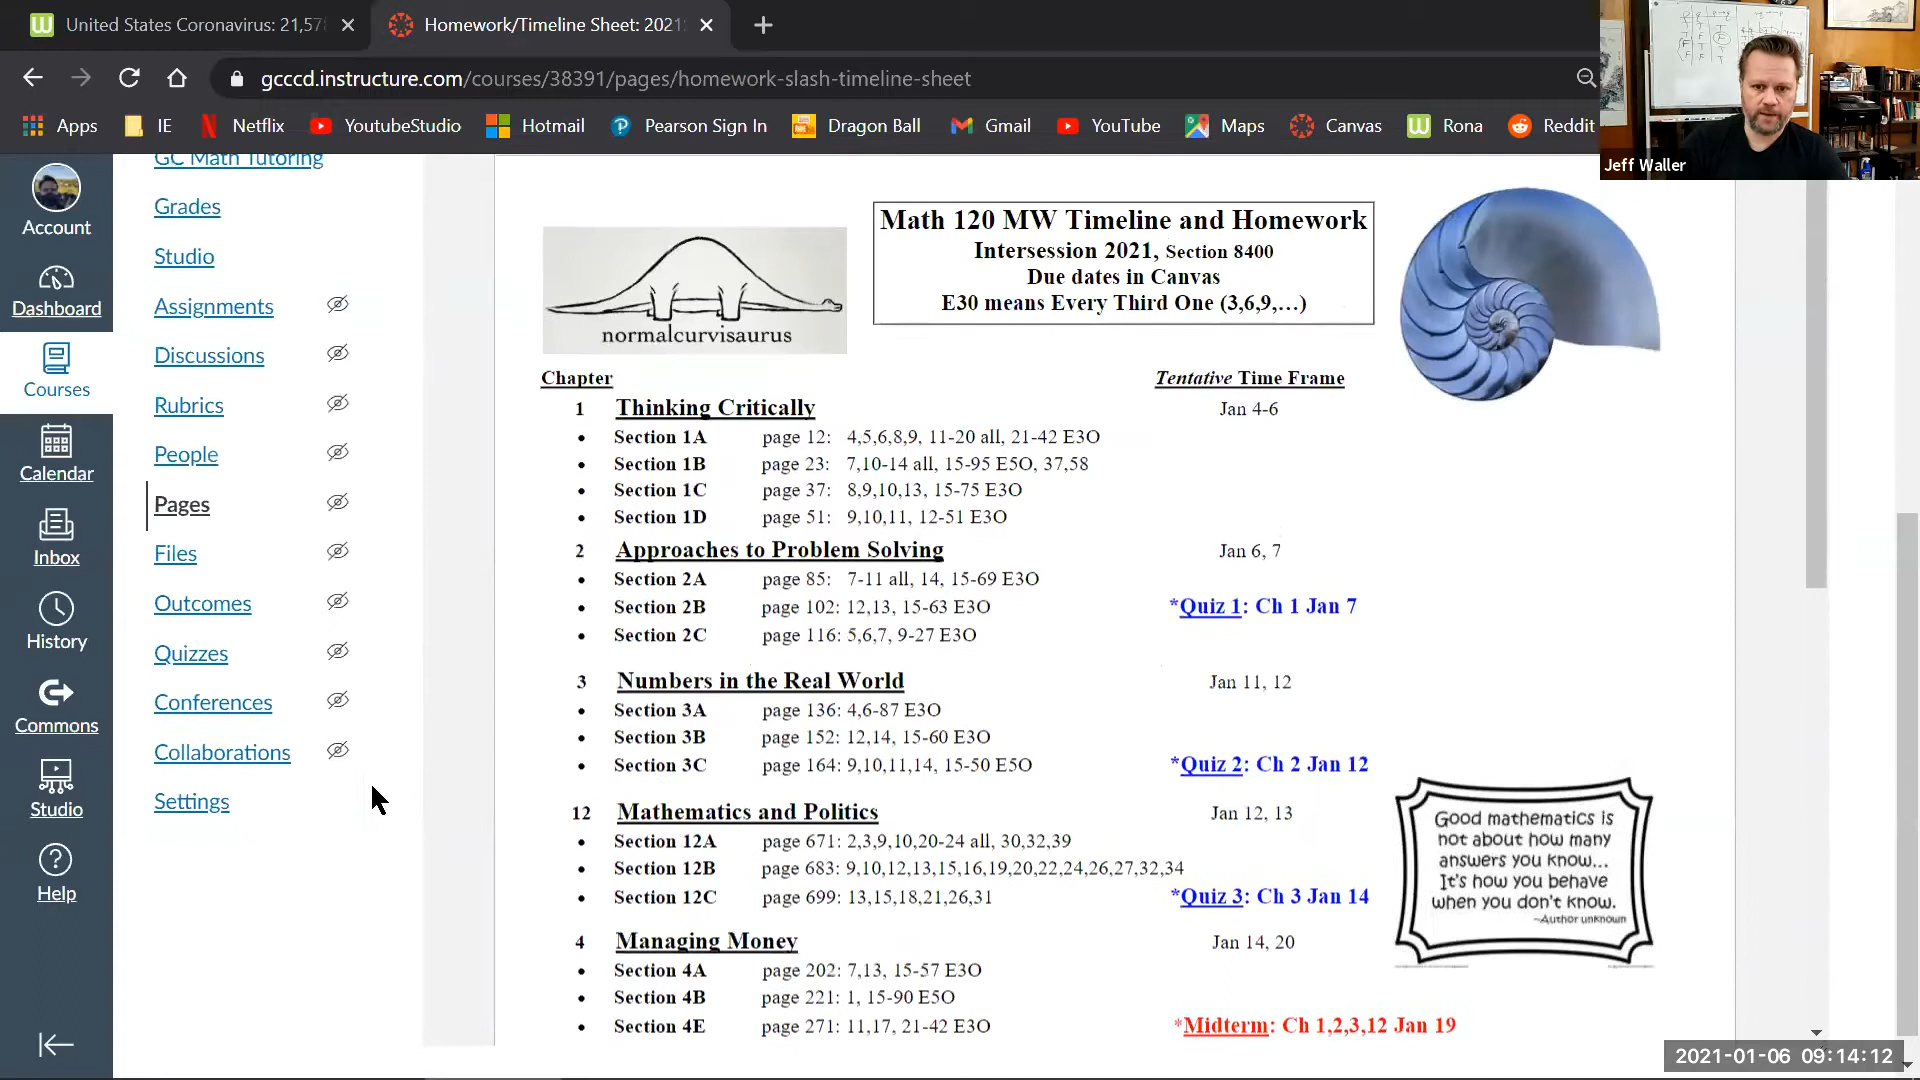 United States Coronavirus: 21,57
Homework/Timeline Sheet: 2021
gcccd.instructure.com/courses/38391/pages/homework-slash-timeline-sheet
Apps
IE
Netflix
YoutubeStudio
Hotmail
Pearson Sign In
Dragon Ball
Gmail
YouTube
Maps
Canvas
Rona
Reddit
Jeff Waller
Account
Dashboard
Courses
Calendar
Inbox
History
Commons
Studio
Help
GC Math Tutoring
Grades
Studio
Assignments
Discussions
Rubrics
People
Pages
Files
Outcomes
Quizzes
Conferences
Collaborations
Settings
normalcurvisaurus
Math 120 MW Timeline and Homework
Intersession 2021, Section 8400
Due dates in Canvas
E30 means Every Third One (3,6,9,…)
Chapter Tentative Time Frame
1 Thinking Critically Jan 4-6
• Section 1A page 12: 4,5,6,8,9, 11-20 all, 21-42 E3O
• Section 1B page 23: 7,10-14 all, 15-95 E5O, 37,58
• Section 1C page 37: 8,9,10,13, 15-75 E3O
• Section 1D page 51: 9,10,11, 12-51 E3O
2 Approaches to Problem Solving Jan 6, 7
• Section 2A page 85: 7-11 all, 14, 15-69 E3O
• Section 2B page 102: 12,13, 15-63 E3O *Quiz 1: Ch 1 Jan 7
• Section 2C page 116: 5,6,7, 9-27 E3O
3 Numbers in the Real World Jan 11, 12
• Section 3A page 136: 4,6-87 E3O
• Section 3B page 152: 12,14, 15-60 E3O
• Section 3C page 164: 9,10,11,14, 15-50 E5O *Quiz 2: Ch 2 Jan 12
12 Mathematics and Politics Jan 12, 13
• Section 12A page 671: 2,3,9,10,20-24 all, 30,32,39
• Section 12B page 683: 9,10,12,13,15,16,19,20,22,24,26,27,32,34
• Section 12C page 699: 13,15,18,21,26,31 *Quiz 3: Ch 3 Jan 14
4 Managing Money Jan 14, 20
• Section 4A page 202: 7,13, 15-57 E3O
• Section 4B page 221: 1, 15-90 E5O
• Section 4E page 271: 11,17, 21-42 E3O *Midterm: Ch 1,2,3,12 Jan 19
Good mathematics is
not about how many
answers you know...
It's how you behave
when you don't know.
~Author unknown
2021-01-06 09:14:12